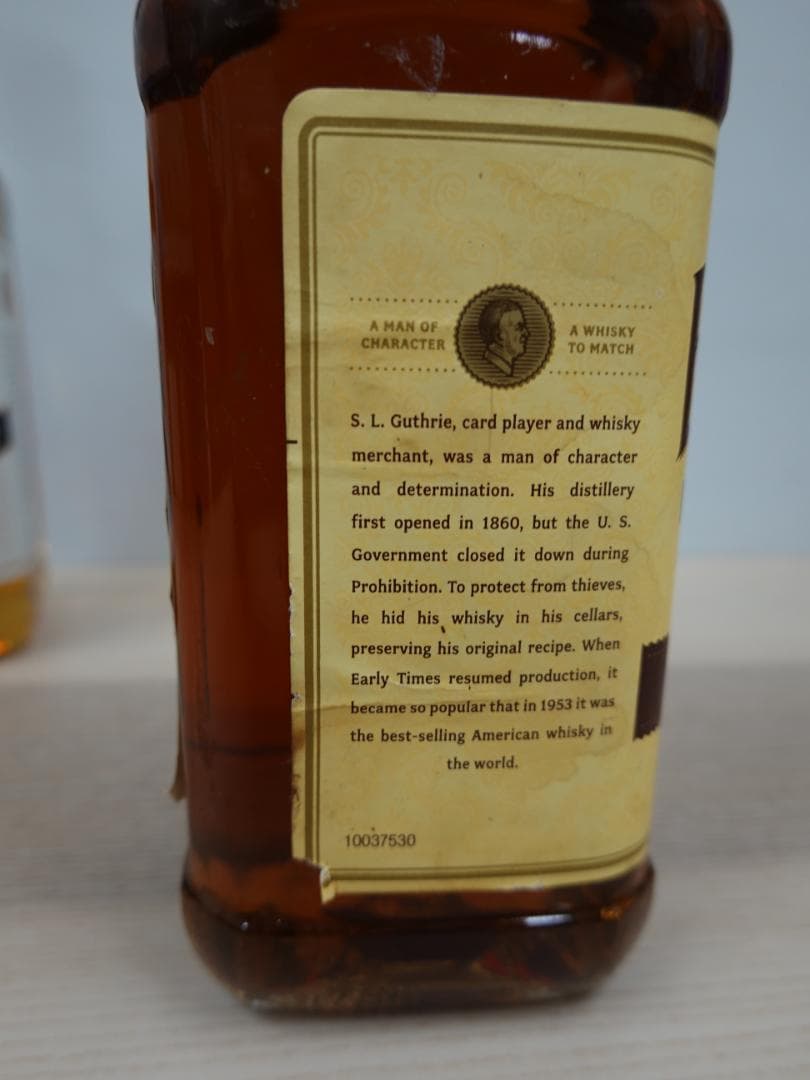 A MAN OF
CHARACTER
A WHISKY
TO MATCH
S. L. Guthrie, card player and whisky
merchant, was a man of character
and determination. His distillery
first opened in 1860, but the U. S.
Government closed it down during
Prohibition. To protect from thieves,
he hid his whisky in his cellars,
preserving his original recipe. When
Early Times resumed production, it
became so popular that in 1953 it was
the best-selling American whisky in
the world.
10037530